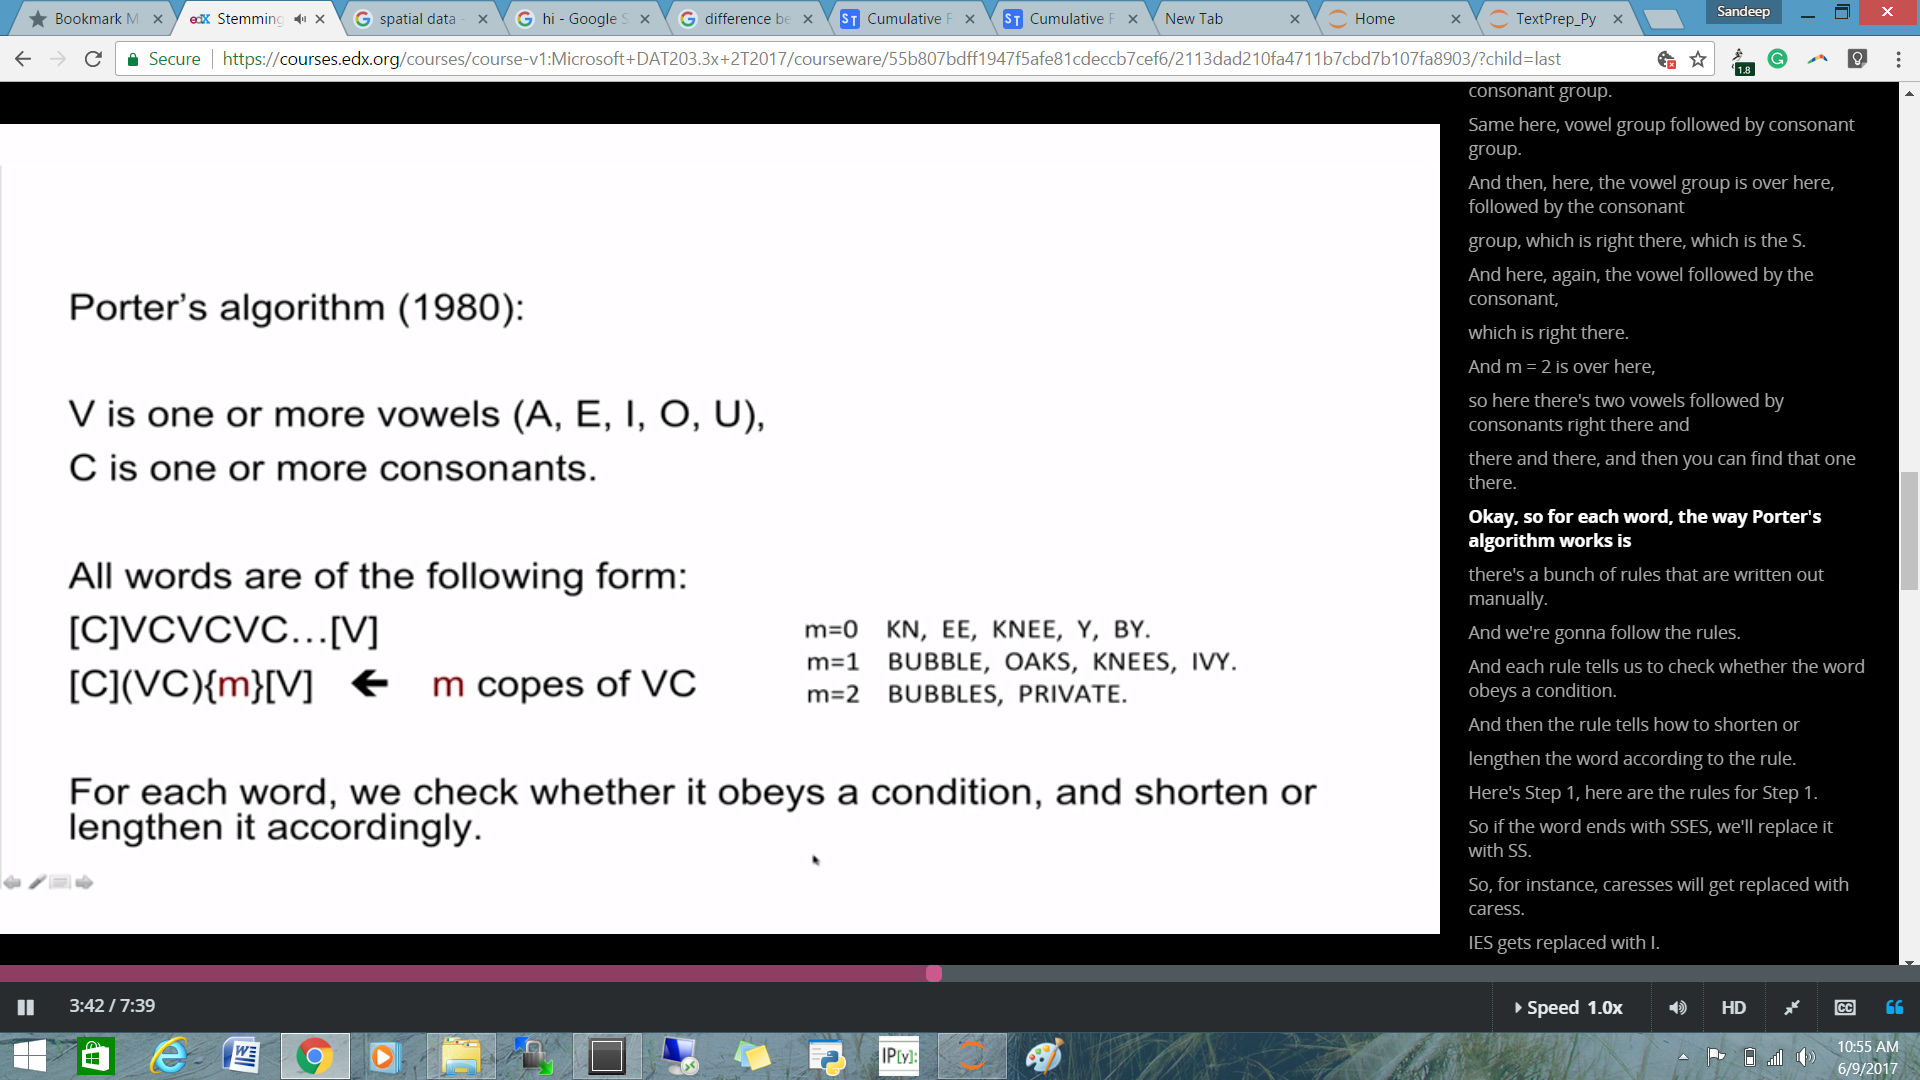 Bookmark M
edX Stemming
spatial data -
hi - Google S
difference be
ST Cumulative F
ST Cumulative F
New Tab
Home
TextPrep_Py
Sandeep
Secure
https://courses.edx.org/courses/course-v1:Microsoft+DAT203.3x+2T2017/courseware/55b807bdff1947f5afe81cdeccb7cef6/2113dad210fa4711b7cbd7b107fa8903/?child=last
1.8
Porter's algorithm (1980):
V is one or more vowels (A, E, I, O, U),
C is one or more consonants.
All words are of the following form:
[C]VCVCVC…[V]
[C](VC){m}[V] ← m copes of VC
m=0 KN, EE, KNEE, Y, BY.
m=1 BUBBLE, OAKS, KNEES, IVY.
m=2 BUBBLES, PRIVATE.
For each word, we check whether it obeys a condition, and shorten or
lengthen it accordingly.
consonant group.
Same here, vowel group followed by consonant
group.
And then, here, the vowel group is over here,
followed by the consonant
group, which is right there, which is the S.
And here, again, the vowel followed by the
consonant,
which is right there.
And m = 2 is over here,
so here there's two vowels followed by
consonants right there and
there and there, and then you can find that one
there.
Okay, so for each word, the way Porter's
algorithm works is
there's a bunch of rules that are written out
manually.
And we're gonna follow the rules.
And each rule tells us to check whether the word
obeys a condition.
And then the rule tells how to shorten or
lengthen the word according to the rule.
Here's Step 1, here are the rules for Step 1.
So if the word ends with SSES, we'll replace it
with SS.
So, for instance, caresses will get replaced with
caress.
IES gets replaced with I.
3:42 / 7:39
Speed 1.0x
HD
CC
IP[y]:
10:55 AM
6/9/2017